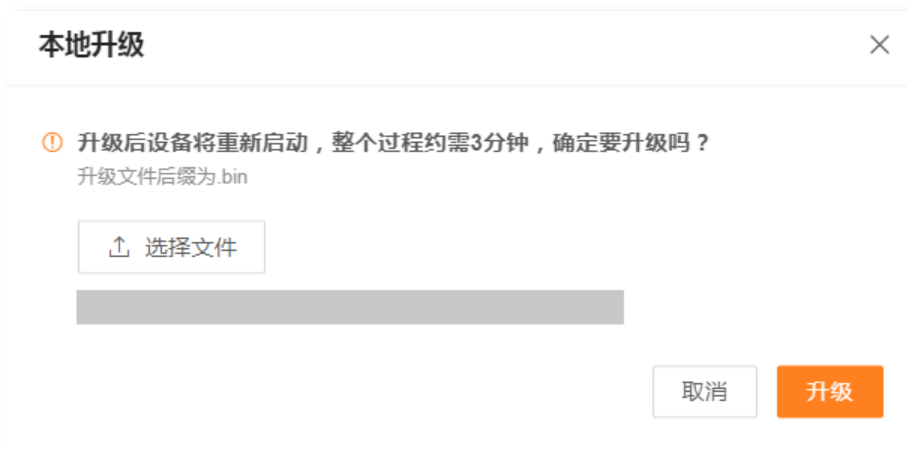 本地升级
升级后设备将重新启动，整个过程约需3分钟，确定要升级吗？
升级文件后缀为.bin
选择文件
取消
升级